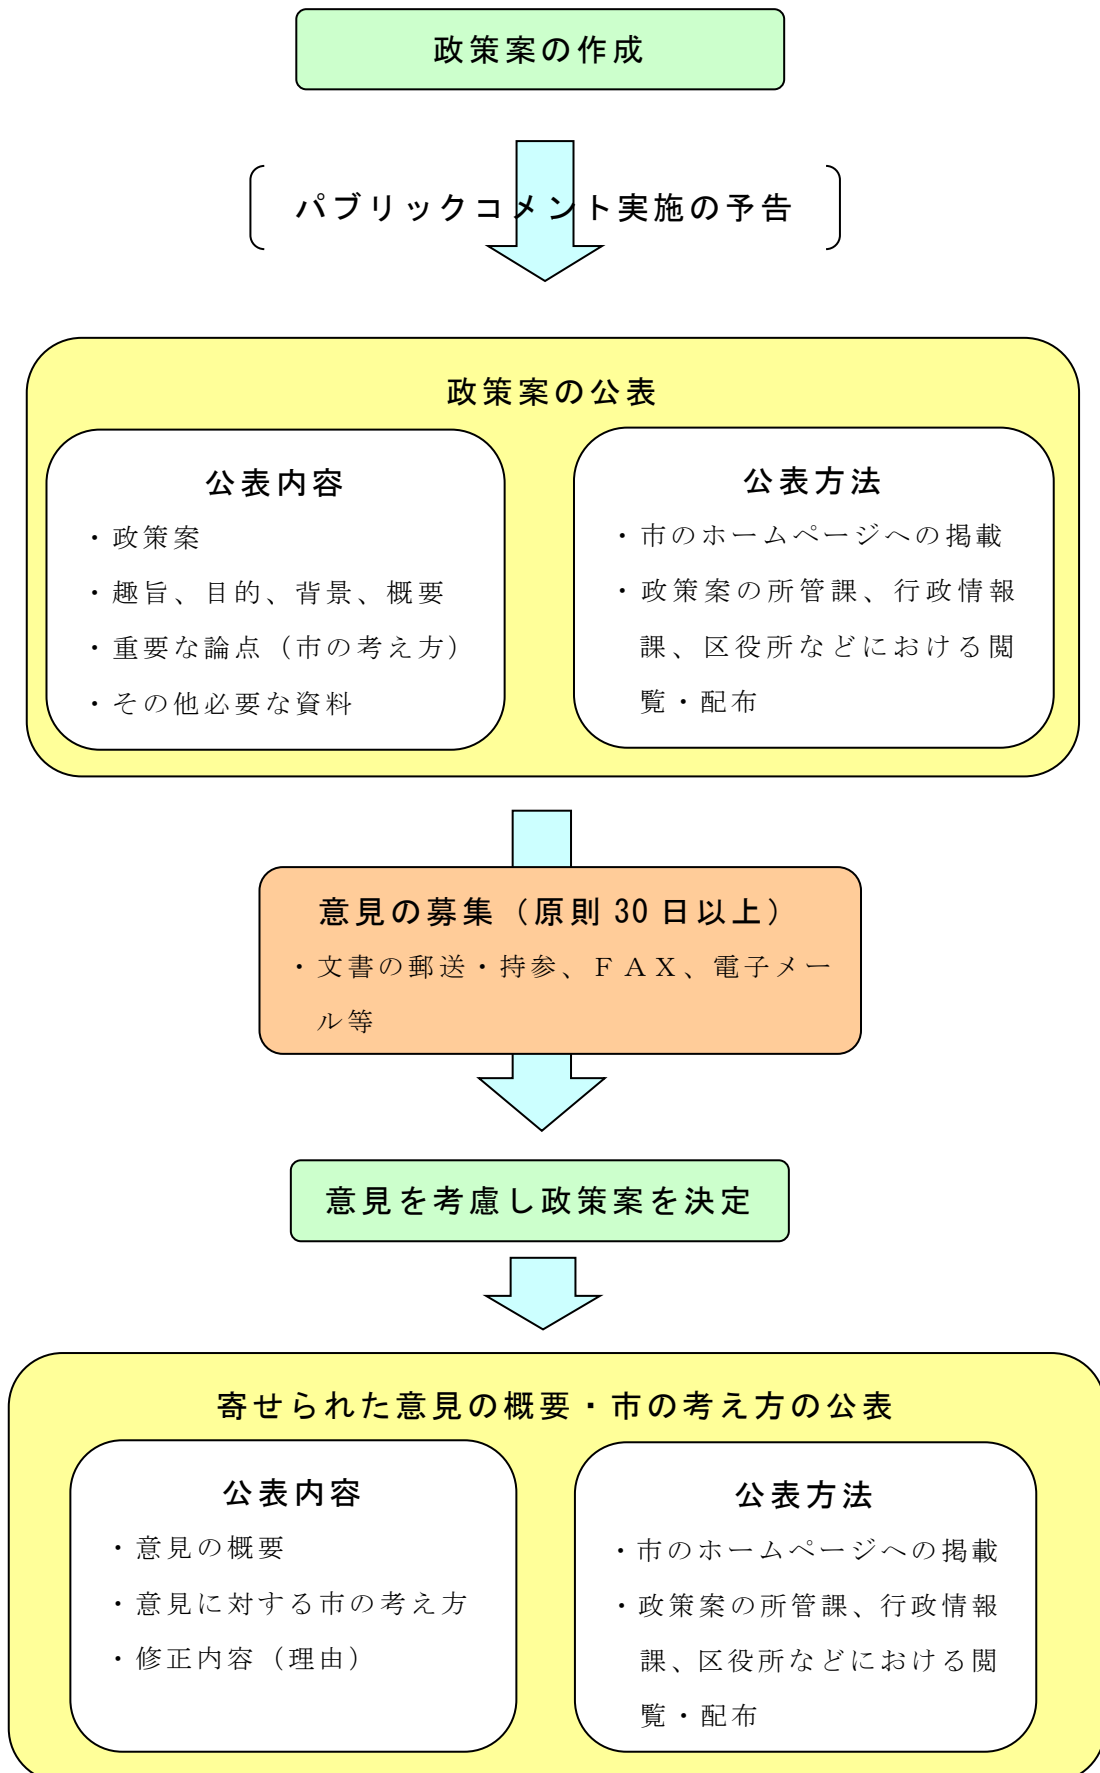 政策案の作成
パブリックコメント実施の予告
政策案の公表
公表内容
・政策案
・趣旨、目的、背景、概要
・重要な論点（市の考え方）
・その他必要な資料
公表方法
・市のホームページへの掲載
・政策案の所管課、行政情報
課、区役所などにおける閲
覧・配布
意見の募集（原則 30 日以上）
・文書の郵送・持参、ＦＡＸ、電子メー
ル等
意見を考慮し政策案を決定
寄せられた意見の概要・市の考え方の公表
公表内容
・意見の概要
・意見に対する市の考え方
・修正内容（理由）
公表方法
・市のホームページへの掲載
・政策案の所管課、行政情報
課、区役所などにおける閲
覧・配布